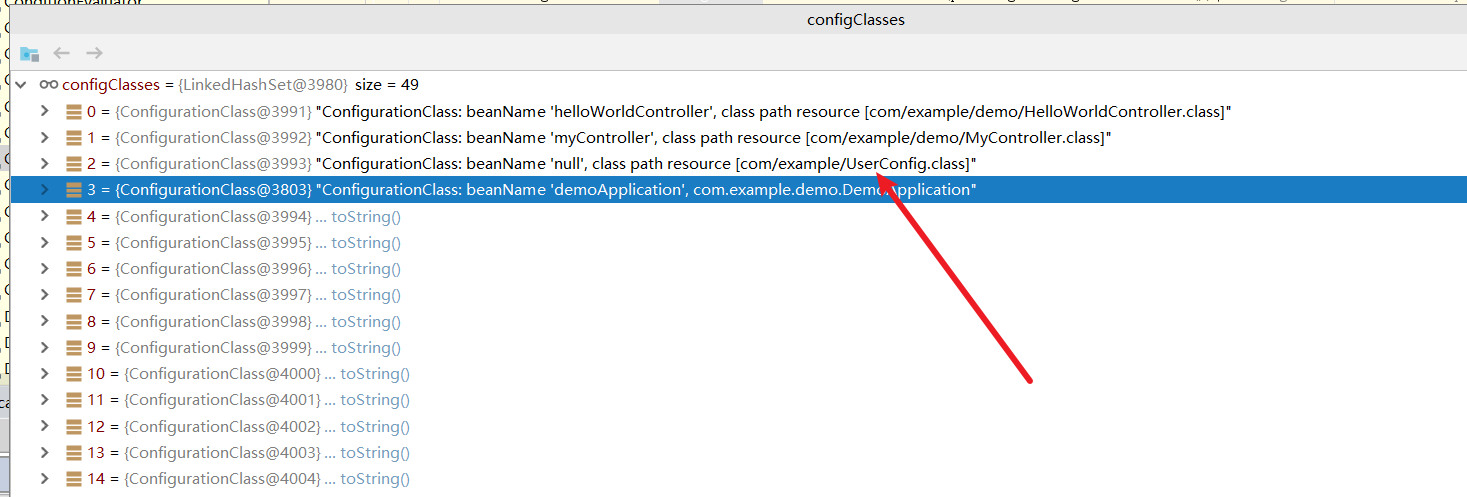 configClasses
configClasses = {LinkedHashSet@3980} size = 49
0 = {ConfigurationClass@3991} "ConfigurationClass: beanName 'helloWorldController', class path resource [com/example/demo/HelloWorldController.class]"
1 = {ConfigurationClass@3992} "ConfigurationClass: beanName 'myController', class path resource [com/example/demo/MyController.class]"
2 = {ConfigurationClass@3993} "ConfigurationClass: beanName 'null', class path resource [com/example/UserConfig.class]"
3 = {ConfigurationClass@3803} "ConfigurationClass: beanName 'demoApplication', com.example.demo.DemoApplication"
4 = {ConfigurationClass@3994} ... toString()
5 = {ConfigurationClass@3995} ... toString()
6 = {ConfigurationClass@3996} ... toString()
7 = {ConfigurationClass@3997} ... toString()
8 = {ConfigurationClass@3998} ... toString()
9 = {ConfigurationClass@3999} ... toString()
10 = {ConfigurationClass@4000} ... toString()
11 = {ConfigurationClass@4001} ... toString()
12 = {ConfigurationClass@4002} ... toString()
13 = {ConfigurationClass@4003} ... toString()
14 = {ConfigurationClass@4004} ... toString()